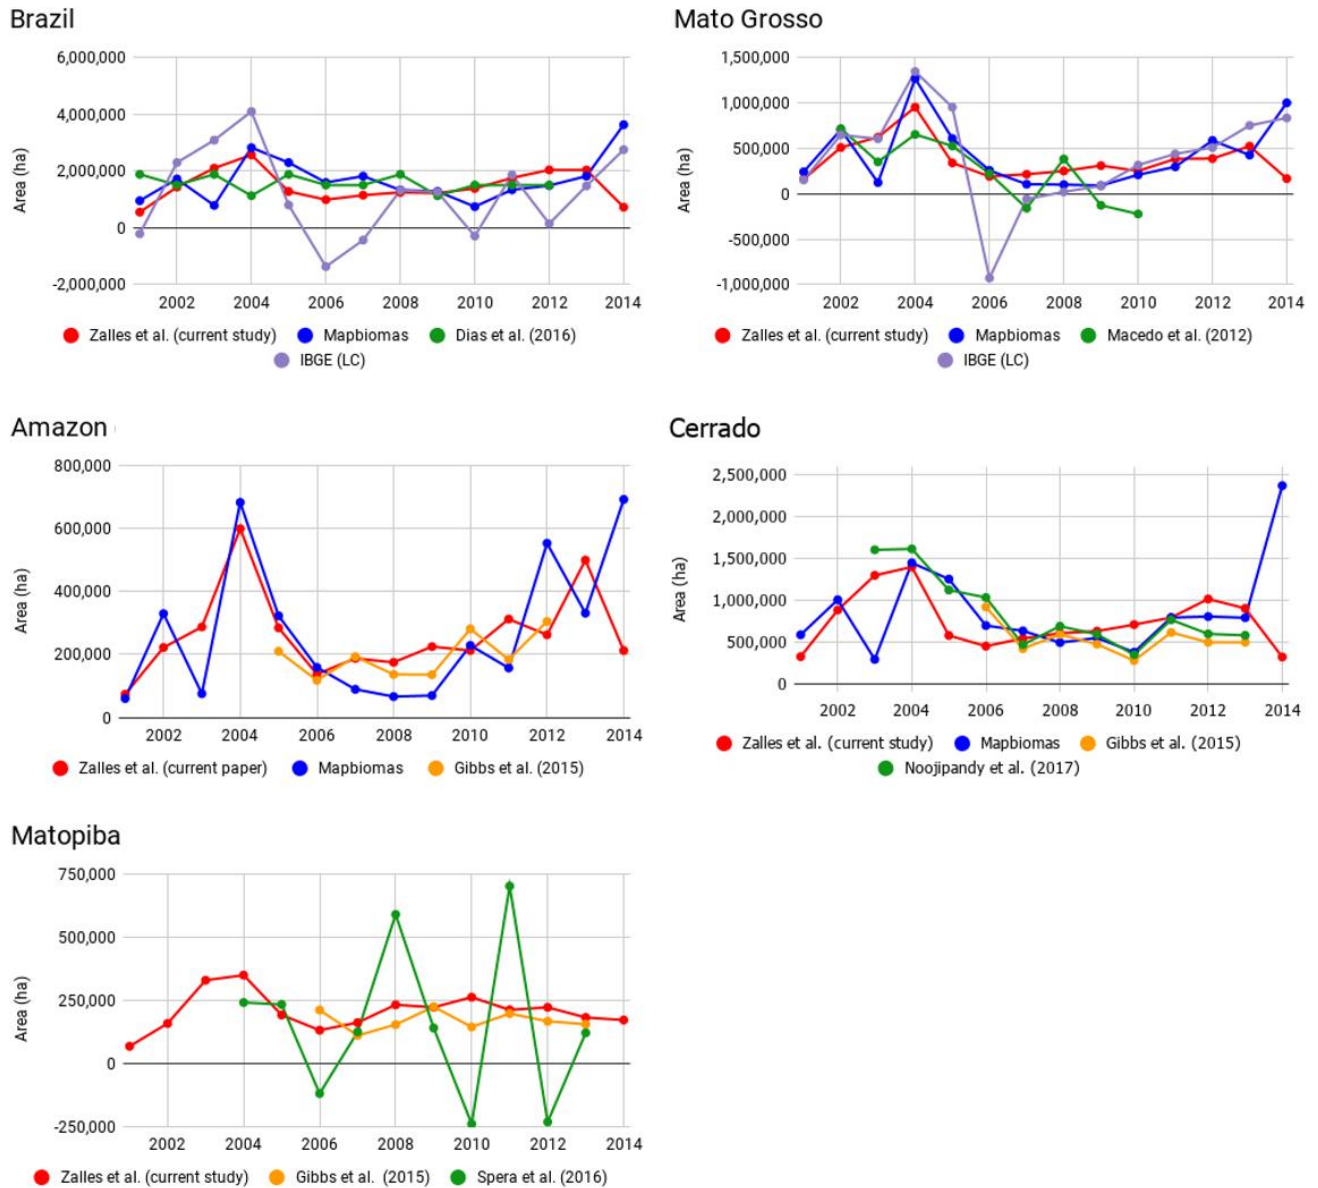 Brazil
Area (ha)
6,000,000
4,000,000
2,000,000
0
-2,000,000
2002 2004 2006 2008 2010 2012 2014
Zalles et al. (current study) Mapbiomas Dias et al. (2016)
IBGE (LC)
Mato Grosso
Area (ha)
1,500,000
1,000,000
500,000
0
-500,000
-1,000,000
2002 2004 2006 2008 2010 2012 2014
Zalles et al. (current study) Mapbiomas Macedo et al. (2012)
IBGE (LC)
Amazon
Area (ha)
800,000
600,000
400,000
200,000
0
2002 2004 2006 2008 2010 2012 2014
Zalles et al. (current paper) Mapbiomas Gibbs et al. (2015)
Cerrado
Area (ha)
2,500,000
2,000,000
1,500,000
1,000,000
500,000
0
2002 2004 2006 2008 2010 2012 2014
Zalles et al. (current study) Mapbiomas Gibbs et al. (2015)
Noojipandy et al. (2017)
Matopiba
Area (ha)
750,000
500,000
250,000
0
-250,000
2002 2004 2006 2008 2010 2012 2014
Zalles et al. (current study) Gibbs et al. (2015) Spera et al. (2016)